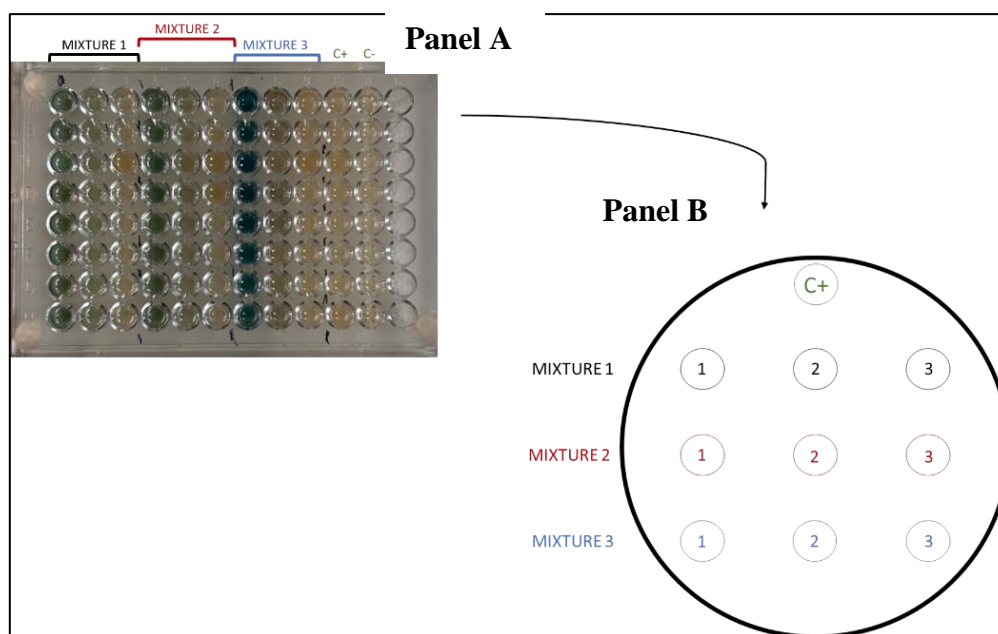 Panel A
MIXTURE 1
MIXTURE 2
MIXTURE 3
C+
C-
Panel B
C+
MIXTURE 1
1 2 3
MIXTURE 2
1 2 3
MIXTURE 3
1 2 3